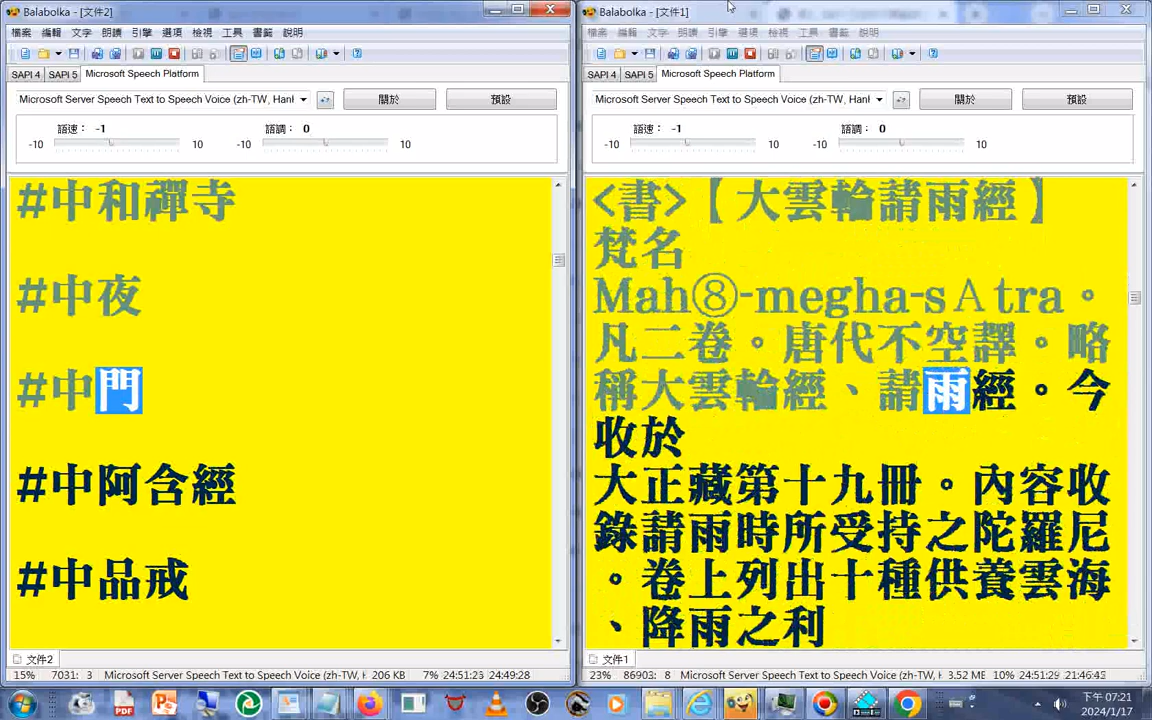 Balabolka - [文件2]
檔案 編輯 文字 朗讀 引擎 選項 檢視 工具 書籤 說明
SAPI 4 SAPI 5 Microsoft Speech Platform
Microsoft Server Speech Text to Speech Voice (zh-TW, Hanl
關於 預設
語速： -1 語調： 0
-10 10 -10 10
#中和禪寺
#中夜
#中門
#中阿含經
#中品戒
文件2
15% 7031: 3 Microsoft Server Speech Text to Speech Voice (zh-TW, H 206 KB 7% 24:51:23 24:49:28
Balabolka - [文件1]
檔案 編輯 文字 朗讀 引擎 選項 檢視 工具 書籤 說明
SAPI 4 SAPI 5 Microsoft Speech Platform
Microsoft Server Speech Text to Speech Voice (zh-TW, Hanl
關於 預設
語速： -1 語調： 0
-10 10 -10 10
<書>【大雲輪請雨經】
梵名
Mah⑧-megha-sＡtra。
凡二卷。唐代不空譯。略
稱大雲輪經、請雨經。今
收於
大正藏第十九冊。內容收
錄請雨時所受持之陀羅尼
。卷上列出十種供養雲海
、降雨之利
文件1
23% 86903: 8 Microsoft Server Speech Text to Speech Voice (zh-TW, H 3.52 MB 10% 24:51:29 21:46:45
下午 07:21
2024/1/17